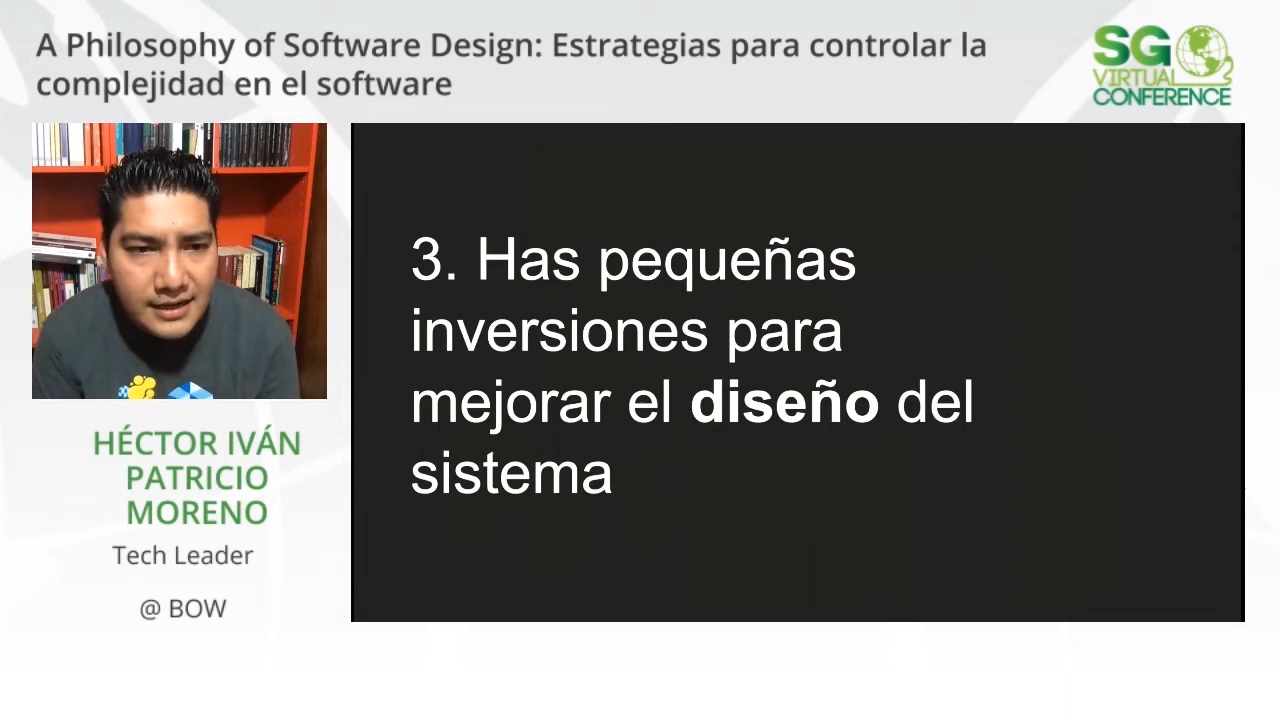 A Philosophy of Software Design: Estrategias para controlar la
complejidad en el software
SG
VIRTUAL
CONFERENCE
3. Has pequeñas
inversiones para
mejorar el diseño del
sistema
HÉCTOR IVÁN
PATRICIO
MORENO
Tech Leader
@ BOW